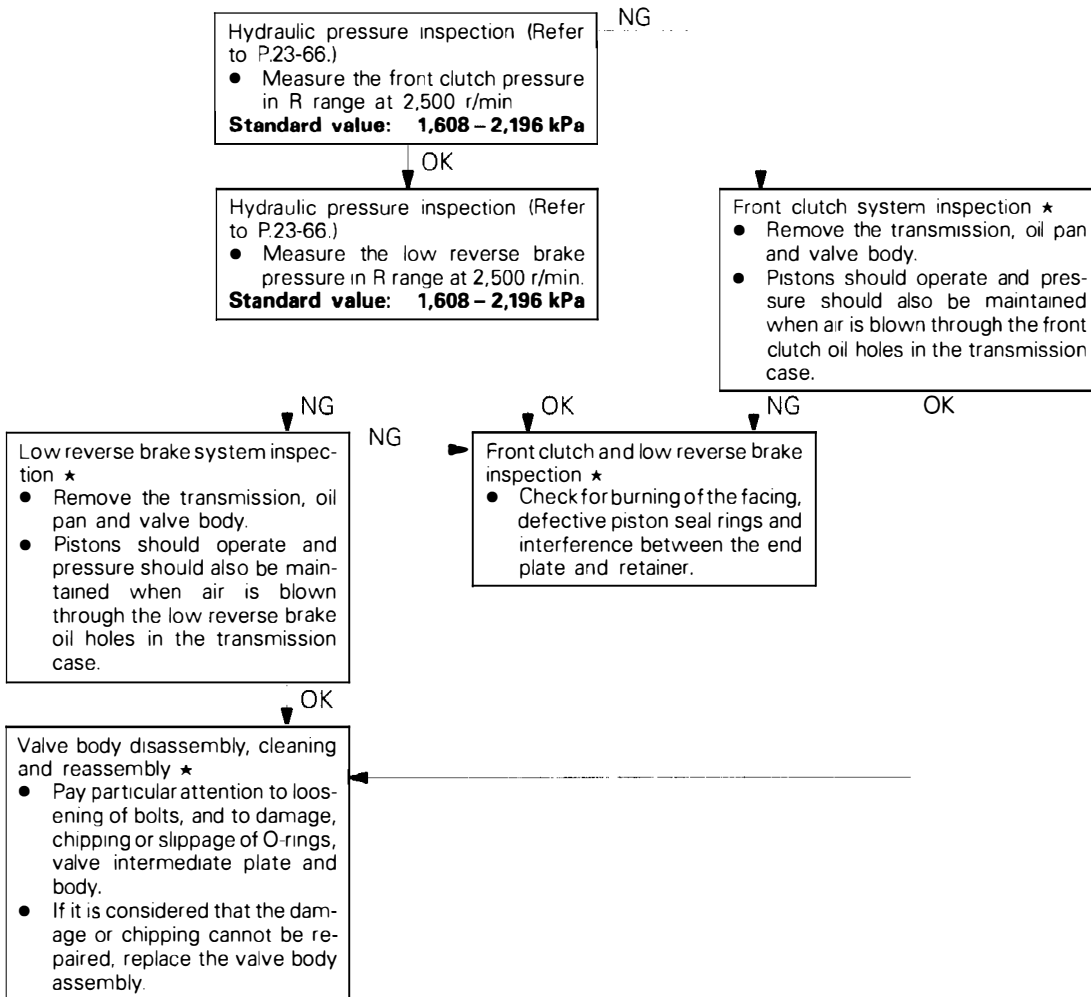 NG
Hydraulic pressure inspection (Refer
to P.23-66.)
● Measure the front clutch pressure
in R range at 2,500 r/min
Standard value: 1,608 – 2,196 kPa
OK
Hydraulic pressure inspection (Refer
to P.23-66.)
● Measure the low reverse brake
pressure in R range at 2,500 r/min.
Standard value: 1,608 – 2,196 kPa
Front clutch system inspection ★
● Remove the transmission, oil pan
and valve body.
● Pistons should operate and pres-
sure should also be maintained
when air is blown through the front
clutch oil holes in the transmission
case.
NG
OK
NG
OK
NG
Low reverse brake system inspec-
tion ★
● Remove the transmission, oil
pan and valve body.
● Pistons should operate and
pressure should also be main-
tained when air is blown
through the low reverse brake
oil holes in the transmission
case.
Front clutch and low reverse brake
inspection ★
● Check for burning of the facing,
defective piston seal rings and
interference between the end
plate and retainer.
OK
Valve body disassembly, cleaning
and reassembly ★
● Pay particular attention to loos-
ening of bolts, and to damage,
chipping or slippage of O-rings,
valve intermediate plate and
body.
● If it is considered that the dam-
age or chipping cannot be re-
paired, replace the valve body
assembly.